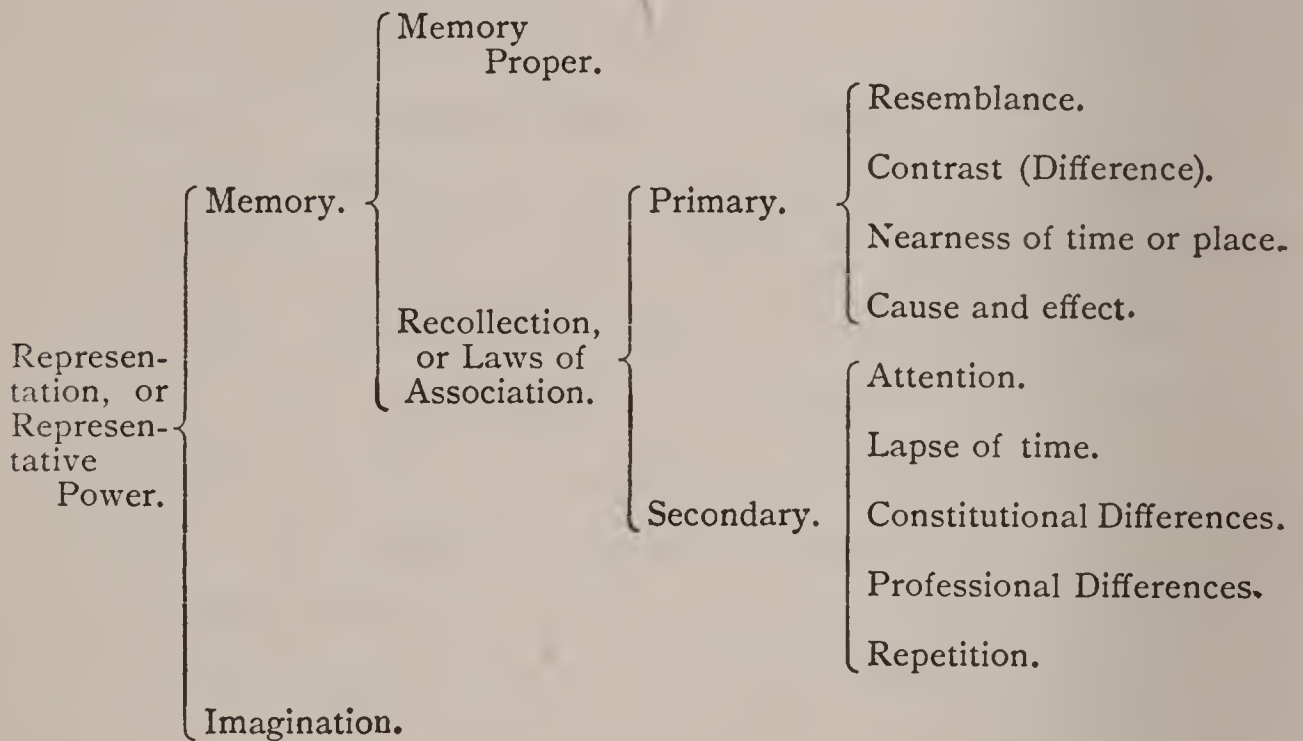 Represen-
tation, or
Represen-
tative
Power.
Memory.
Imagination.
Memory
Proper.
Recollection,
or Laws of
Association.
Primary.
Secondary.
Resemblance.
Contrast (Difference).
Nearness of time or place.
Cause and effect.
Attention.
Lapse of time.
Constitutional Differences.
Professional Differences.
Repetition.